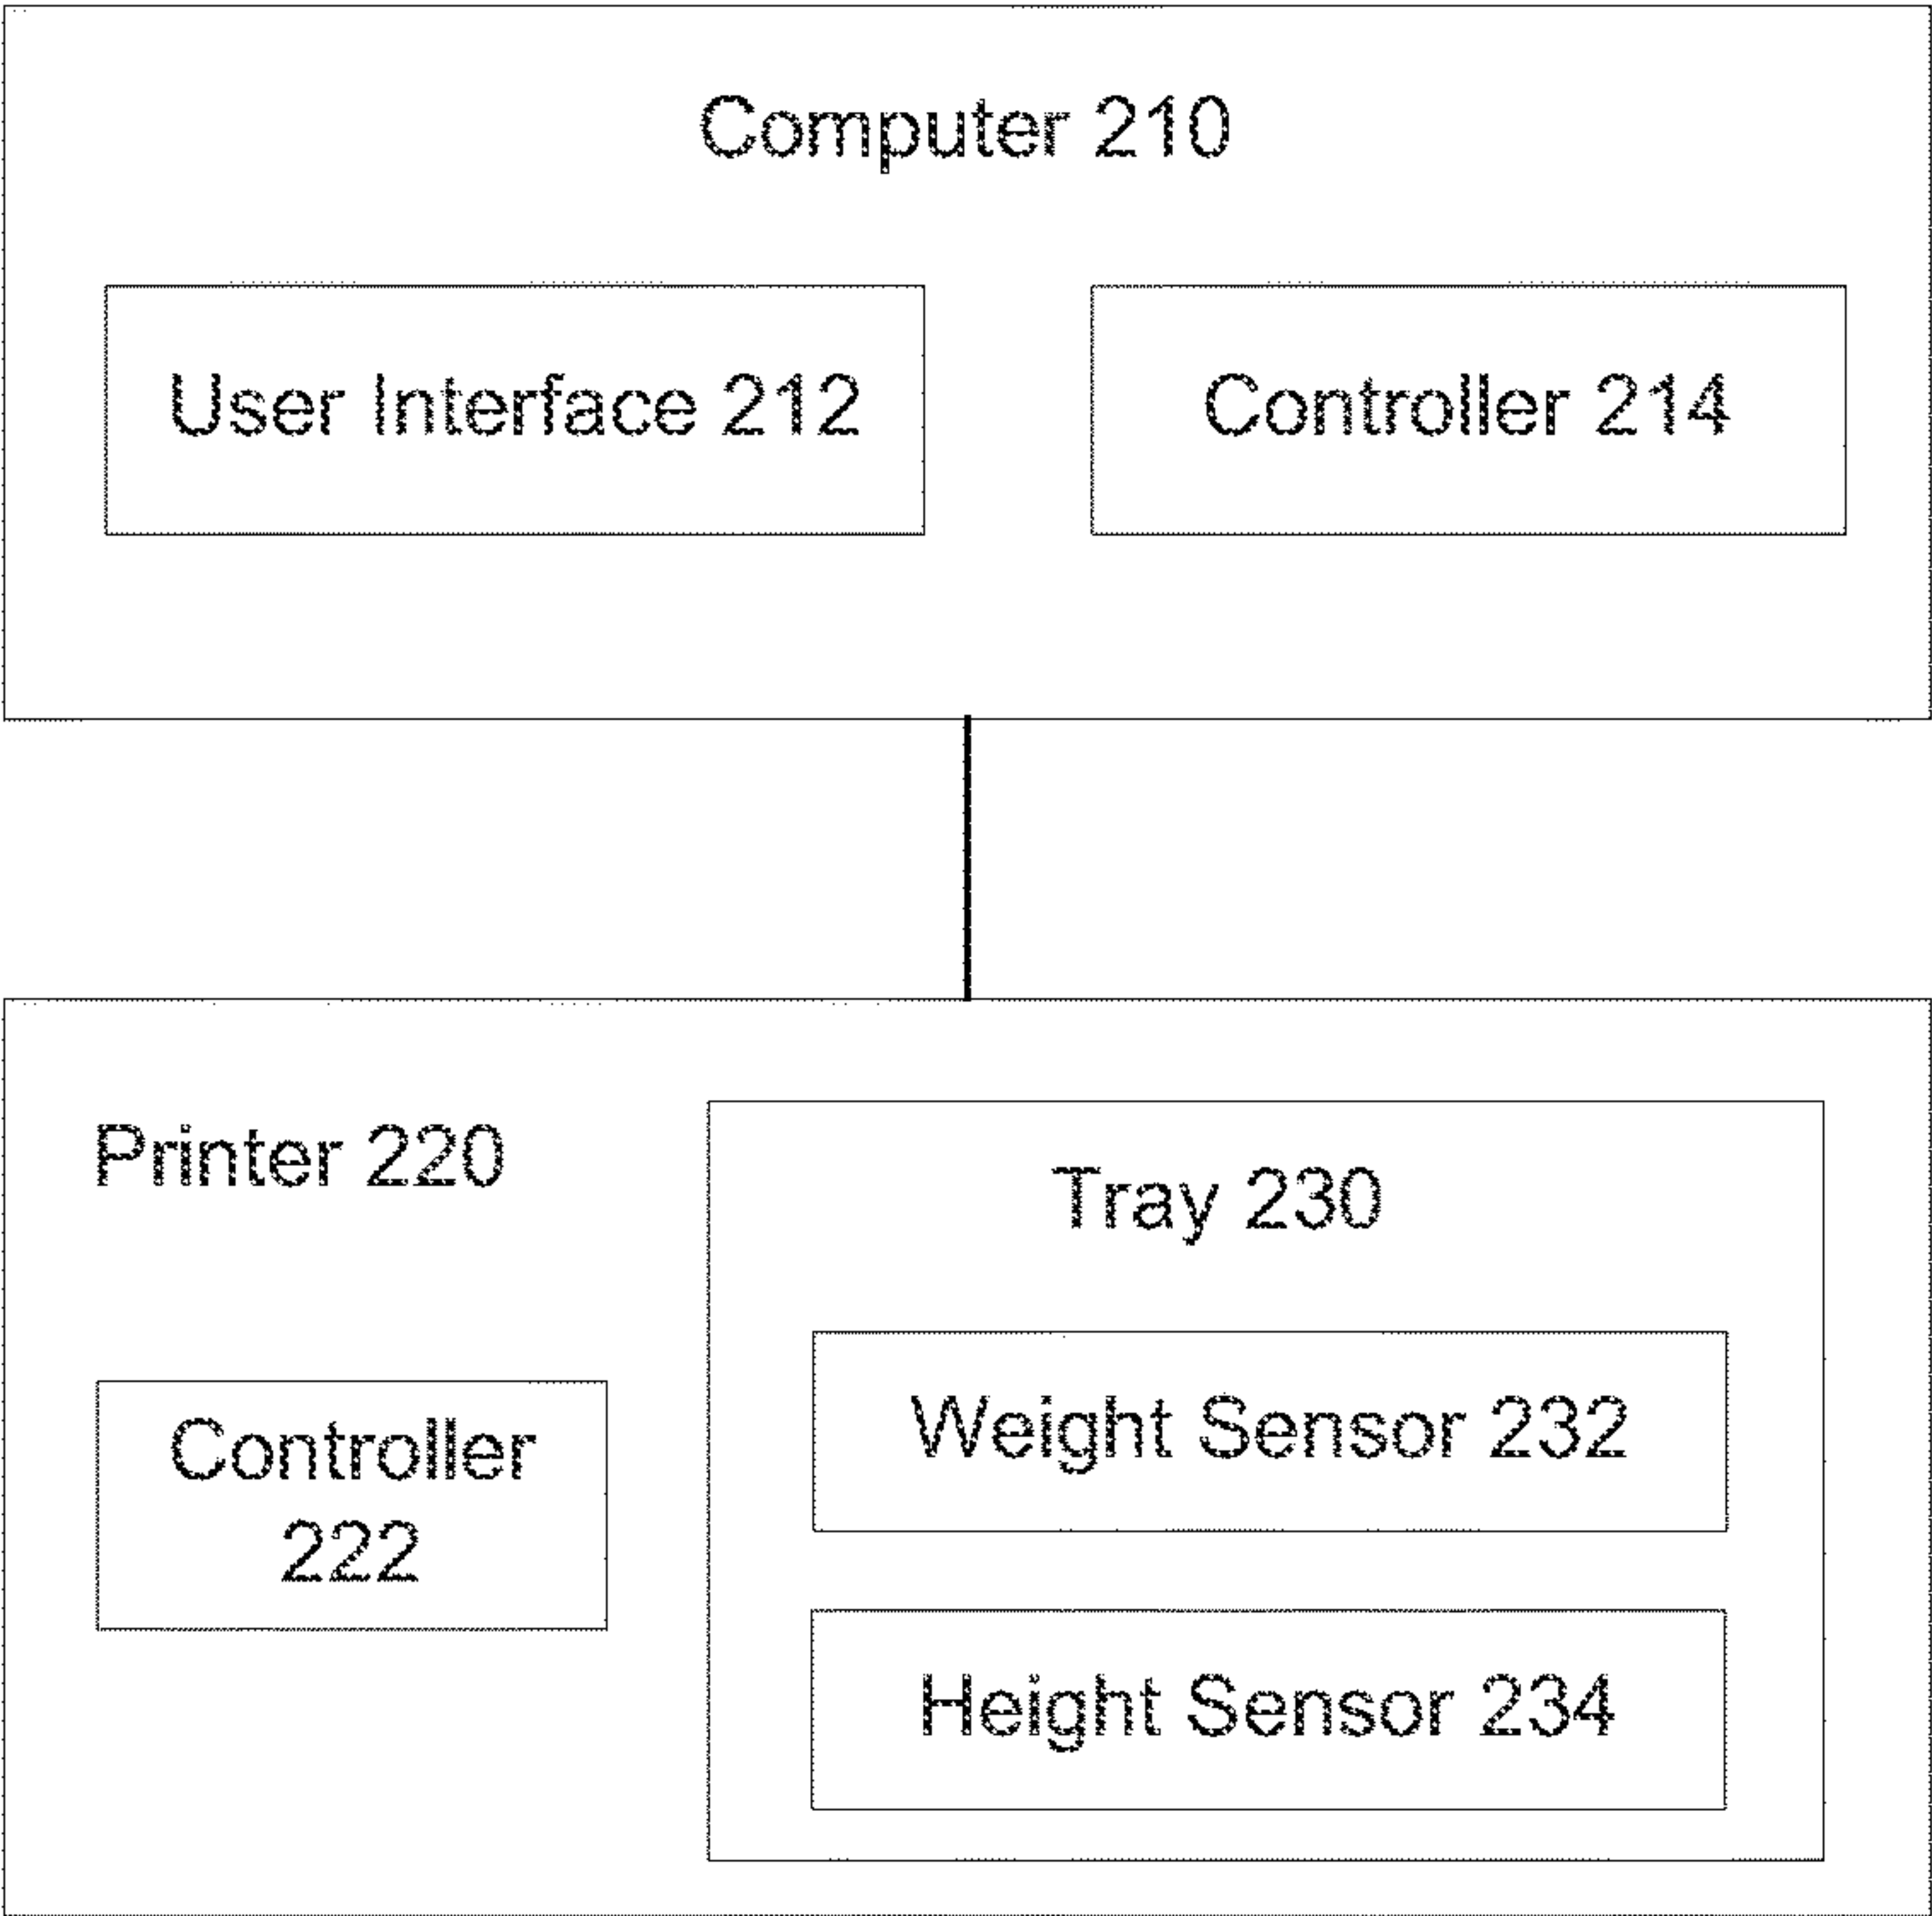 Computer 210
User Interface 212
Controller 214
Printer 220
Tray 230
Controller
222
Weight Sensor 232
Height Sensor 234